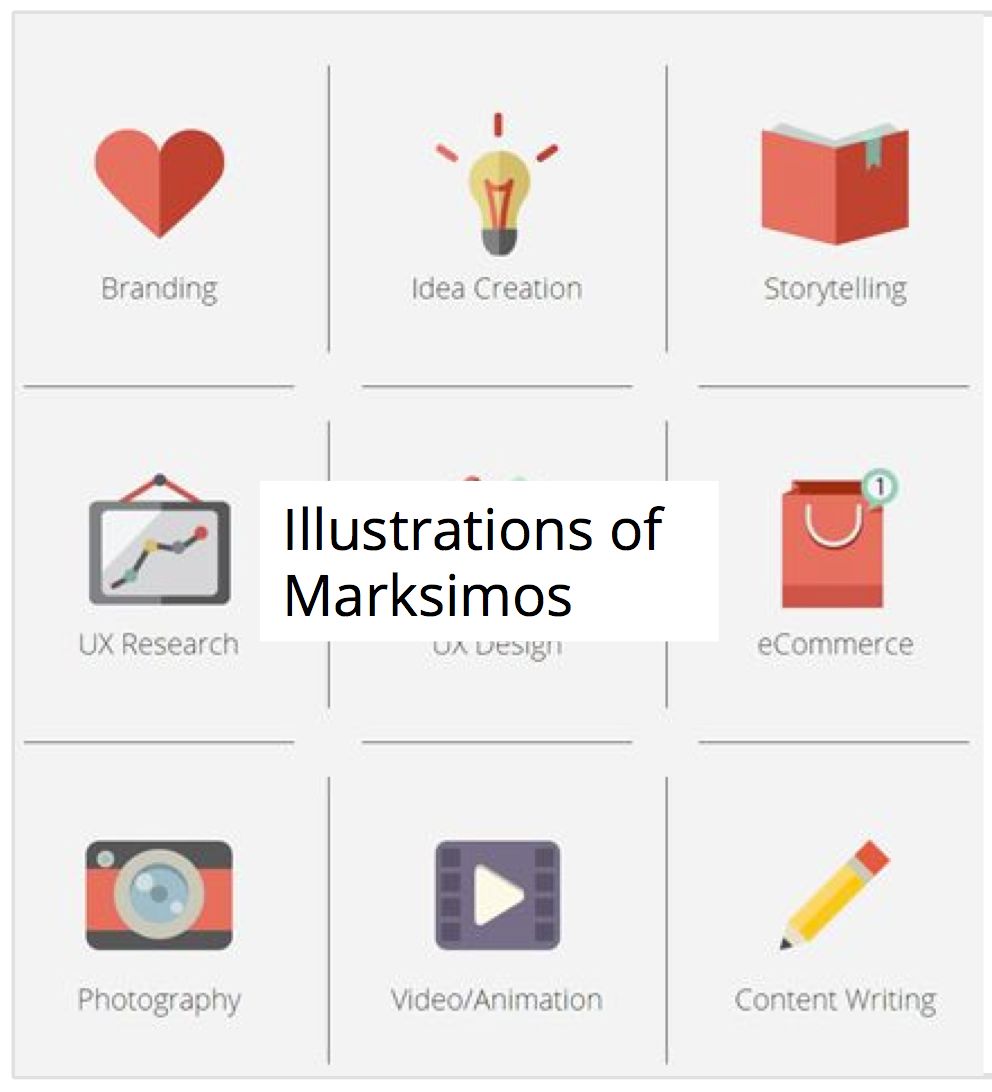 Branding
Idea Creation
Storytelling
1
Illustrations of
Marksimos
UX Research
UX Design
eCommerce
Photography
Video/Animation
Content Writing